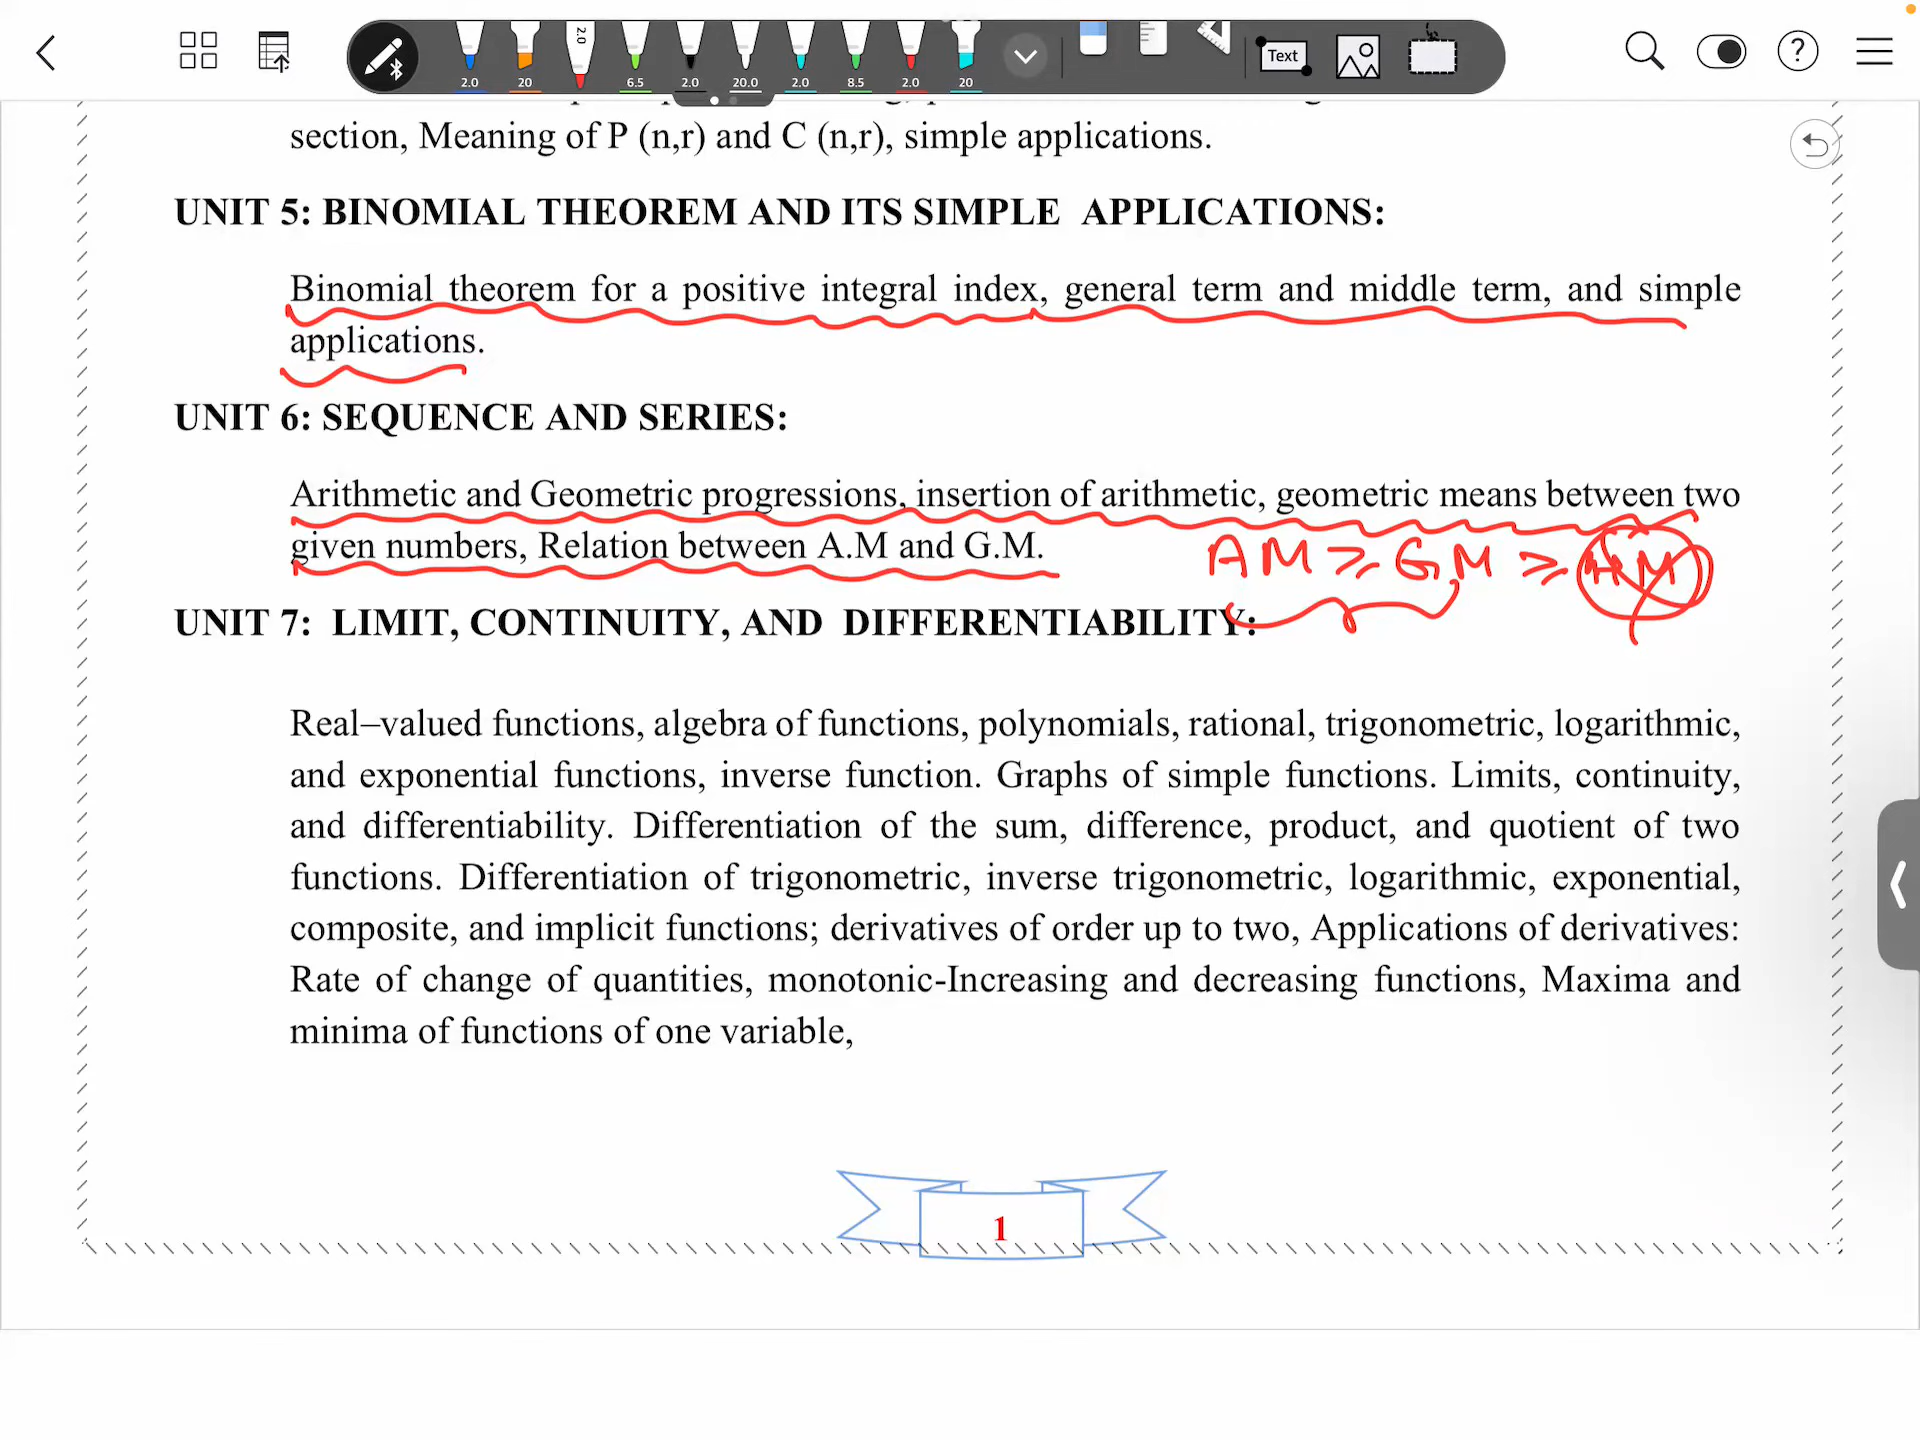 2.0 20 2.0 6.5 2.0 20.0 2.0 8.5 2.0 20 Text ?
section, Meaning of P (n,r) and C (n,r), simple applications.
UNIT 5: BINOMIAL THEOREM AND ITS SIMPLE APPLICATIONS:
Binomial theorem for a positive integral index, general term and middle term, and simple
applications.
UNIT 6: SEQUENCE AND SERIES:
Arithmetic and Geometric progressions, insertion of arithmetic, geometric means between two
given numbers, Relation between A.M and G.M.
AM ≥ GM ≥ HM
UNIT 7: LIMIT, CONTINUITY, AND DIFFERENTIABILITY:
Real–valued functions, algebra of functions, polynomials, rational, trigonometric, logarithmic,
and exponential functions, inverse function. Graphs of simple functions. Limits, continuity,
and differentiability. Differentiation of the sum, difference, product, and quotient of two
functions. Differentiation of trigonometric, inverse trigonometric, logarithmic, exponential,
composite, and implicit functions; derivatives of order up to two, Applications of derivatives:
Rate of change of quantities, monotonic-Increasing and decreasing functions, Maxima and
minima of functions of one variable,
1